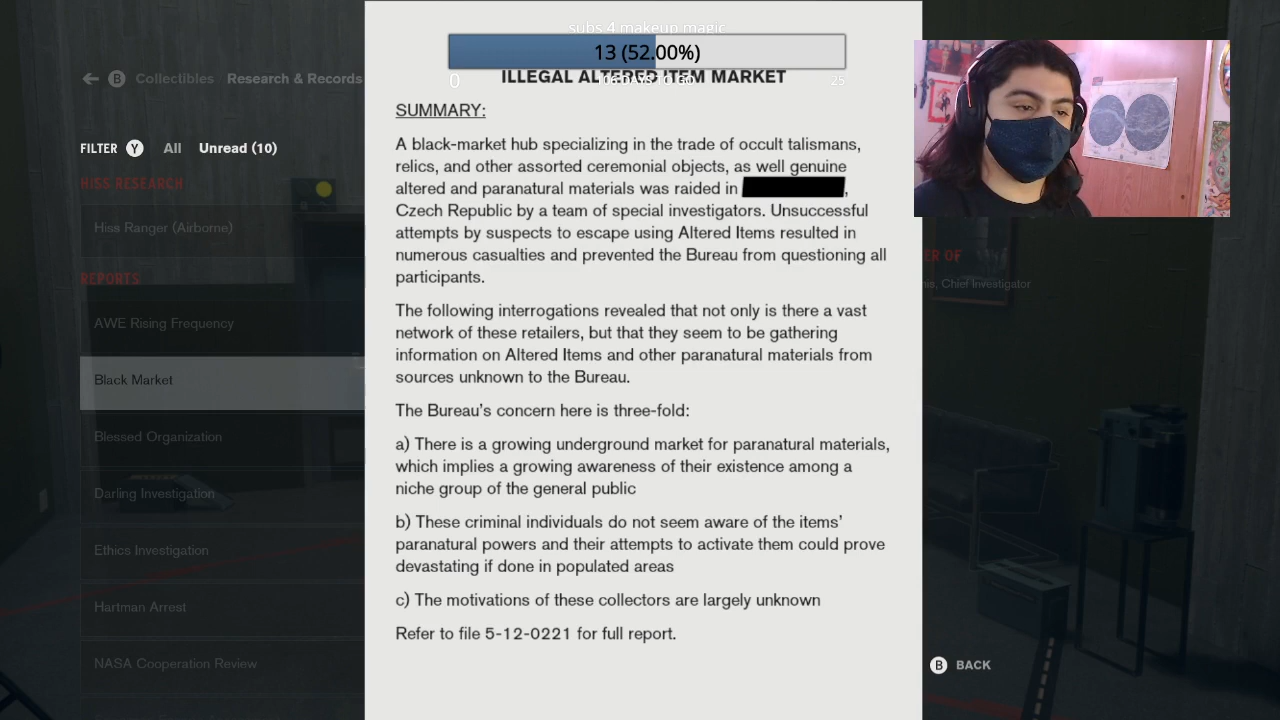 subs 4 makeup magic
13 (52.00%)
0
25
ILLEGAL ALTERED ITEM MARKET
B Collectibles Research & Records
FILTER Y All Unread (10)
HISS RESEARCH
Hiss Ranger (Airborne)
REPORTS
AWE Rising Frequency
Black Market
Blessed Organization
Darling Investigation
Ethics Investigation
Hartman Arrest
NASA Cooperation Review
SUMMARY:
A black-market hub specializing in the trade of occult talismans,
relics, and other assorted ceremonial objects, as well genuine
altered and paranatural materials was raided in ,
Czech Republic by a team of special investigators. Unsuccessful
attempts by suspects to escape using Altered Items resulted in
numerous casualties and prevented the Bureau from questioning all
participants.
The following interrogations revealed that not only is there a vast
network of these retailers, but that they seem to be gathering
information on Altered Items and other paranatural materials from
sources unknown to the Bureau.
The Bureau's concern here is three-fold:
a) There is a growing underground market for paranatural materials,
which implies a growing awareness of their existence among a
niche group of the general public
b) These criminal individuals do not seem aware of the items'
paranatural powers and their attempts to activate them could prove
devastating if done in populated areas
c) The motivations of these collectors are largely unknown
Refer to file 5-12-0221 for full report.
ER OF
Chief Investigator
B BACK